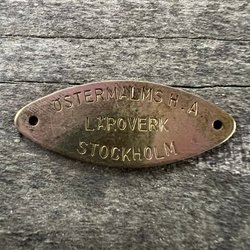 ÖSTERMALMS H. A.
LÄROVERK
STOCKHOLM